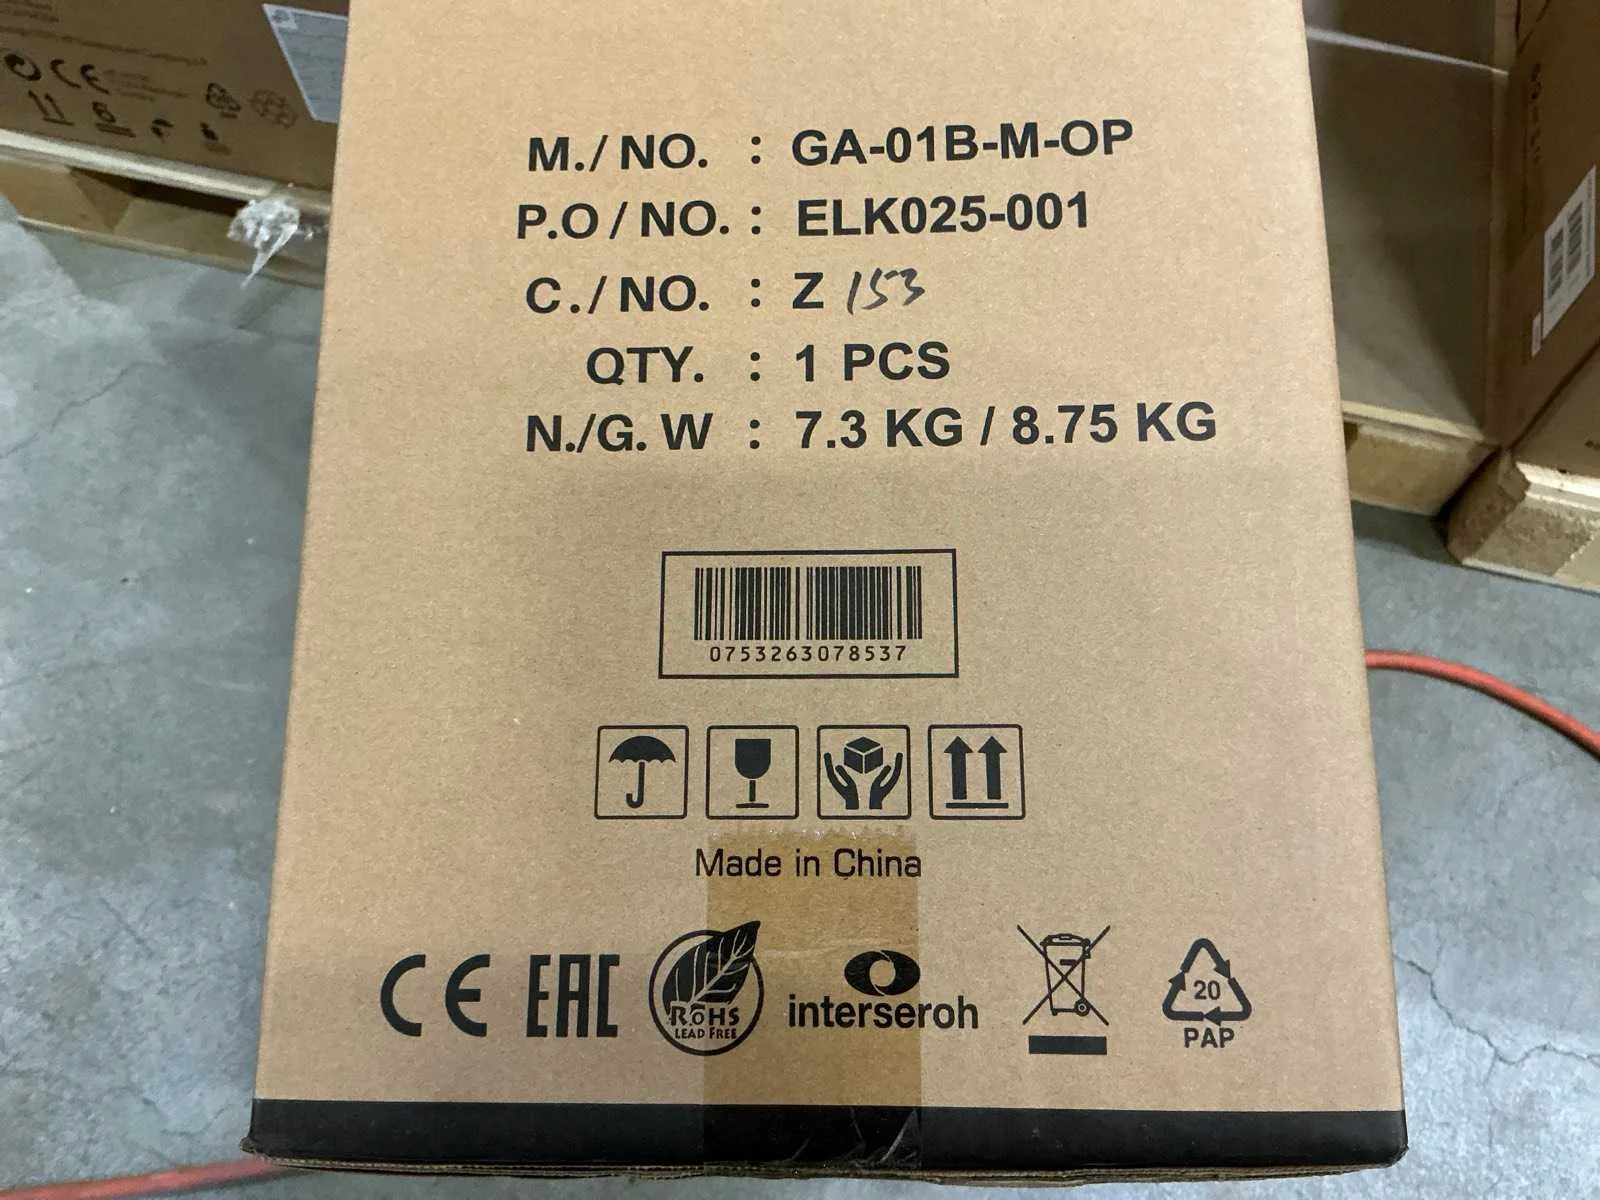 M./ NO. : GA-01B-M-OP
P.O / NO. : ELK025-001
C./ NO. : Z 153
QTY. : 1 PCS
N./G. W : 7.3 KG / 8.75 KG
0753263078537
Made in China
CE EAC
ROHS
LEAD FREE
interseroh
20
PAP
CE